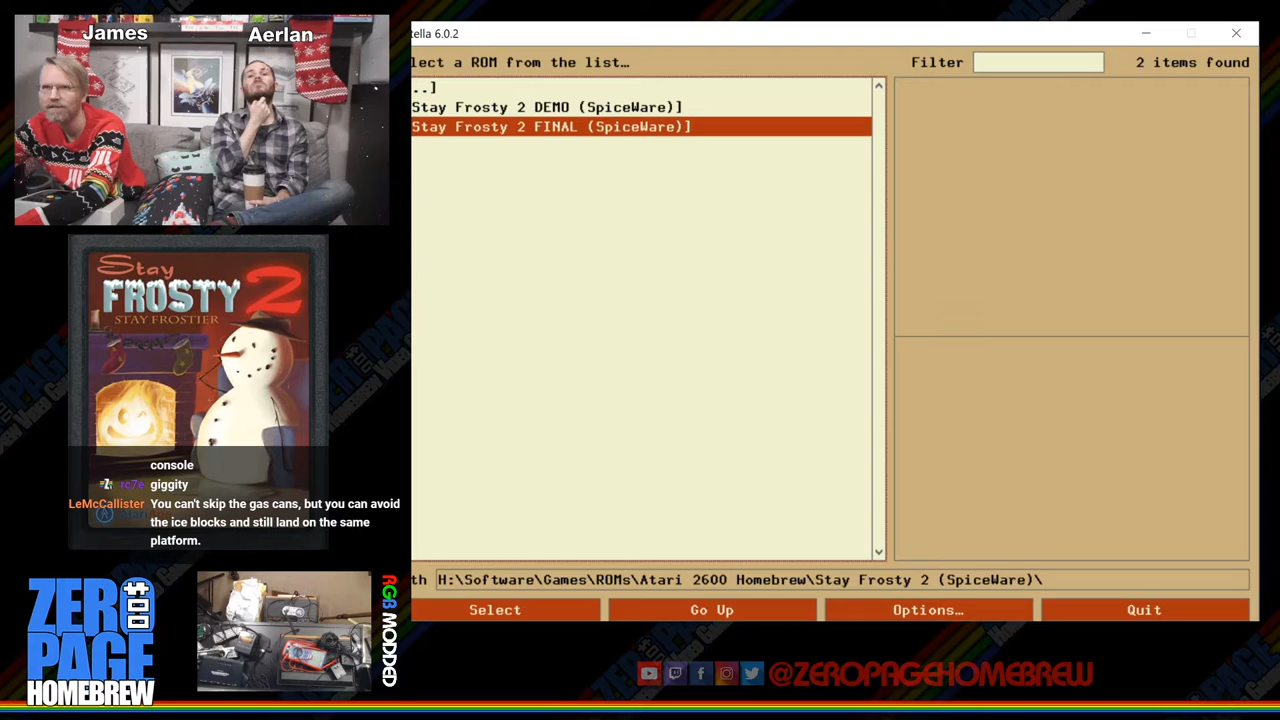 James
Aerlan
tella 6.0.2
lect a ROM from the list…
Filter
2 items found
..]
Stay Frosty 2 DEMO (SpiceWare)]
Stay Frosty 2 FINAL (SpiceWare)]
Stay
FROSTY 2
STAY FROSTIER
console
rc7e giggity
LeMcCallister You can't skip the gas cans, but you can avoid
the ice blocks and still land on the same
platform.
th H:\Software\Games\ROMs\Atari 2600 Homebrew\Stay Frosty 2 (SpiceWare)\
Select
Go Up
Options…
Quit
ZERO
PAGE
HOMEBREW
RGB MODDED
@ZEROPAGEHOMEBREW